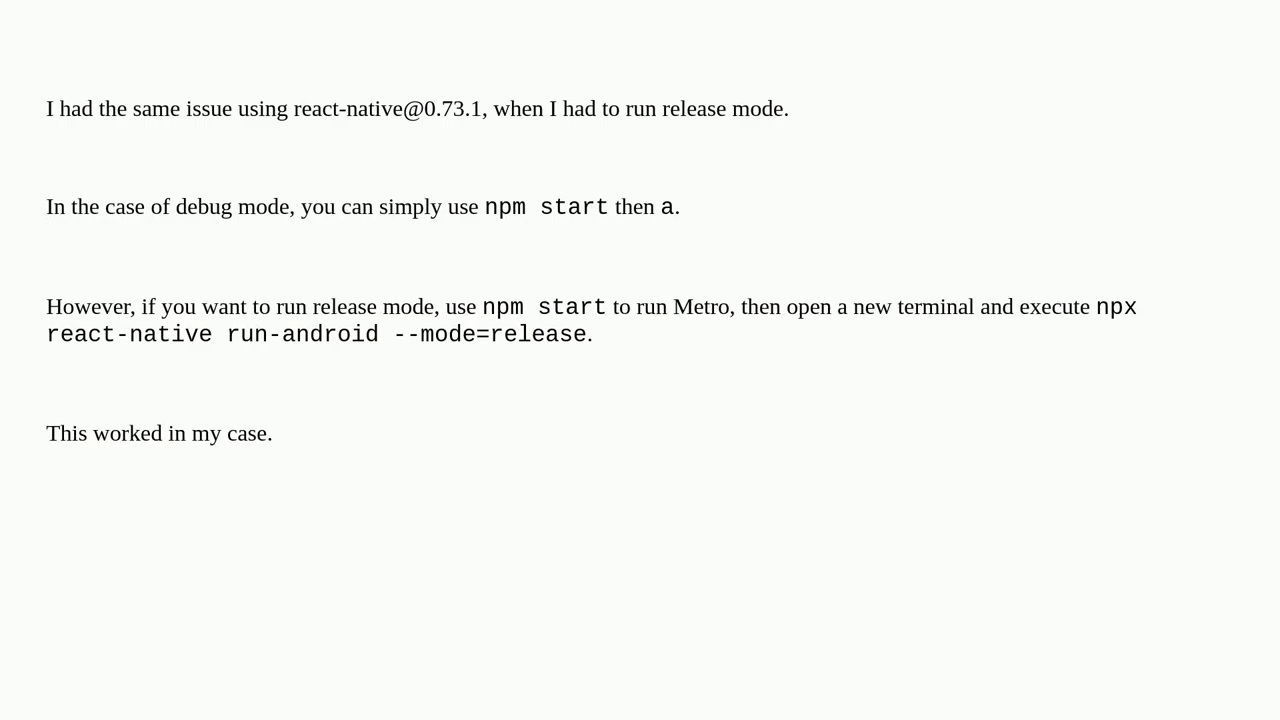 I had the same issue using react-native@0.73.1, when I had to run release mode.
In the case of debug mode, you can simply use npm start then a.
However, if you want to run release mode, use npm start to run Metro, then open a new terminal and execute npx
react-native run-android --mode=release.
This worked in my case.